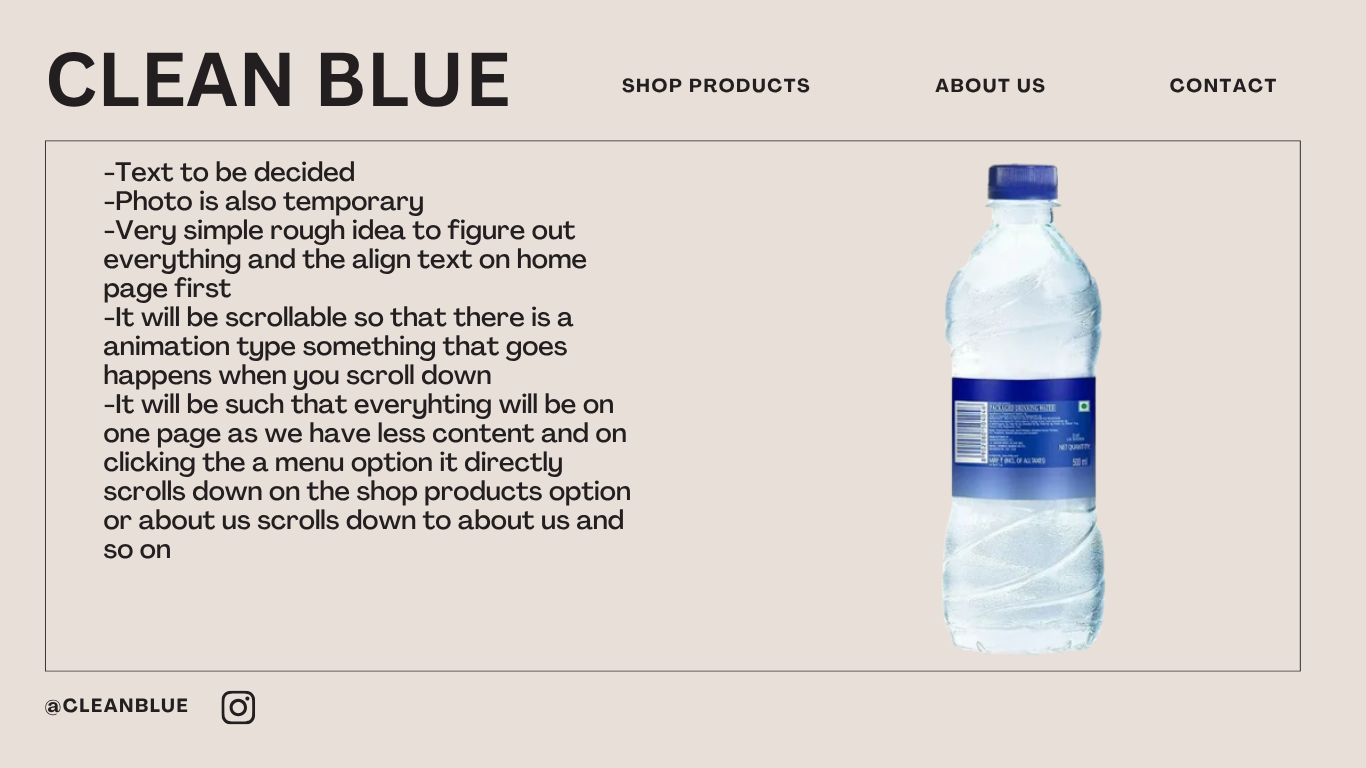 CLEAN BLUE
SHOP PRODUCTS
ABOUT US
CONTACT
-Text to be decided
-Photo is also temporary
-Very simple rough idea to figure out
everything and the align text on home
page first
-It will be scrollable so that there is a
animation type something that goes
happens when you scroll down
-It will be such that everyhting will be on
one page as we have less content and on
clicking the a menu option it directly
scrolls down on the shop products option
or about us scrolls down to about us and
so on
PACKAGED DRINKING WATER
NET QUANTITY
500 ml
@CLEANBLUE